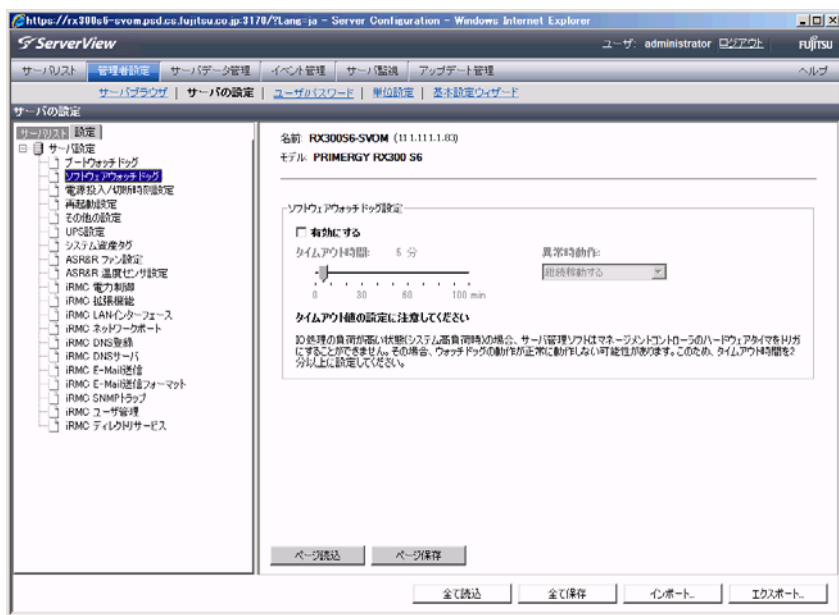 https://rx300s6-svom.psd.cs.fujitsu.co.jp:3170/?Lang=ja - Server Configuration - Windows Internet Explorer
ServerView
ユーザ: administrator ログアウト FUJITSU
サーバリスト 管理者設定 サーバデータ管理 イベント管理 サーバ監視 アップデート管理 ヘルプ
サーバブラウザ | サーバの設定 | ユーザ/パスワード | 単位設定 | 基本設定ウィザード
サーバの設定
サーバリスト 設定
サーバ設定
ブートウォッチドッグ
ソフトウェアウォッチドッグ
電源投入/切断時刻設定
再起動設定
その他の設定
UPS設定
システム資産タグ
ASR&R ファン設定
ASR&R 温度センサ設定
iRMC 電力制御
iRMC 拡張機能
iRMC LANインターフェース
iRMC ネットワークポート
iRMC DNS登録
iRMC DNSサーバ
iRMC E-Mail送信
iRMC E-Mail送信フォーマット
iRMC SNMPトラップ
iRMC ユーザ管理
iRMC ディレクトリサービス
名前: RX300S6-SVOM (111.111.1.83)
モデル: PRIMERGY RX300 S6
ソフトウェアウォッチドッグ設定
有効にする
タイムアウト時間: 5 分
異常時動作:
継続稼動する
0 30 60 100 min
タイムアウト値の設定に注意してください
IO処理の負荷が高い状態(システム高負荷時)の場合、サーバ管理ソフトはマネージメントコントローラのハードウェアタイマをトリガ
にすることができません。その場合、ウォッチドッグの動作が正常に動作しない可能性があります。このため、タイムアウト時間を2
分以上に設定してください。
ページ読込 ページ保存
全て読込 全て保存 インポート... エクスポート...